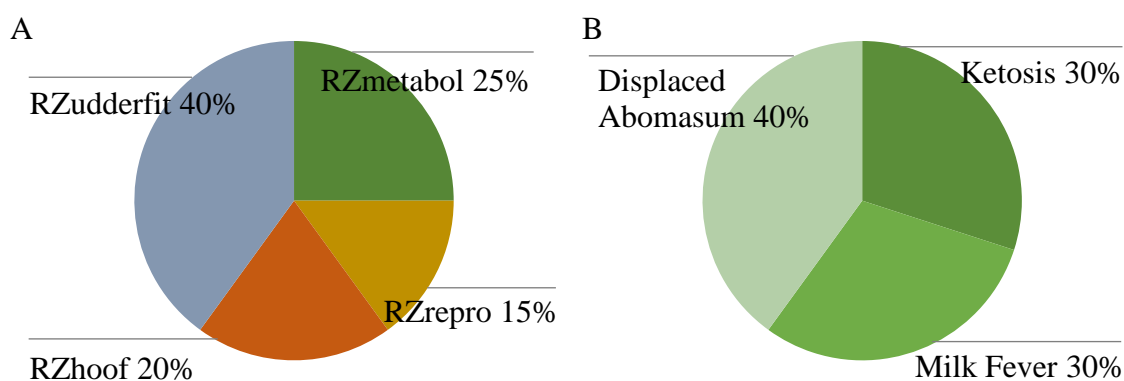 A
RZmetabol 25%
RZudderfit 40%
RZrepro 15%
RZhoof 20%
B
Ketosis 30%
Displaced
Abomasum 40%
Milk Fever 30%